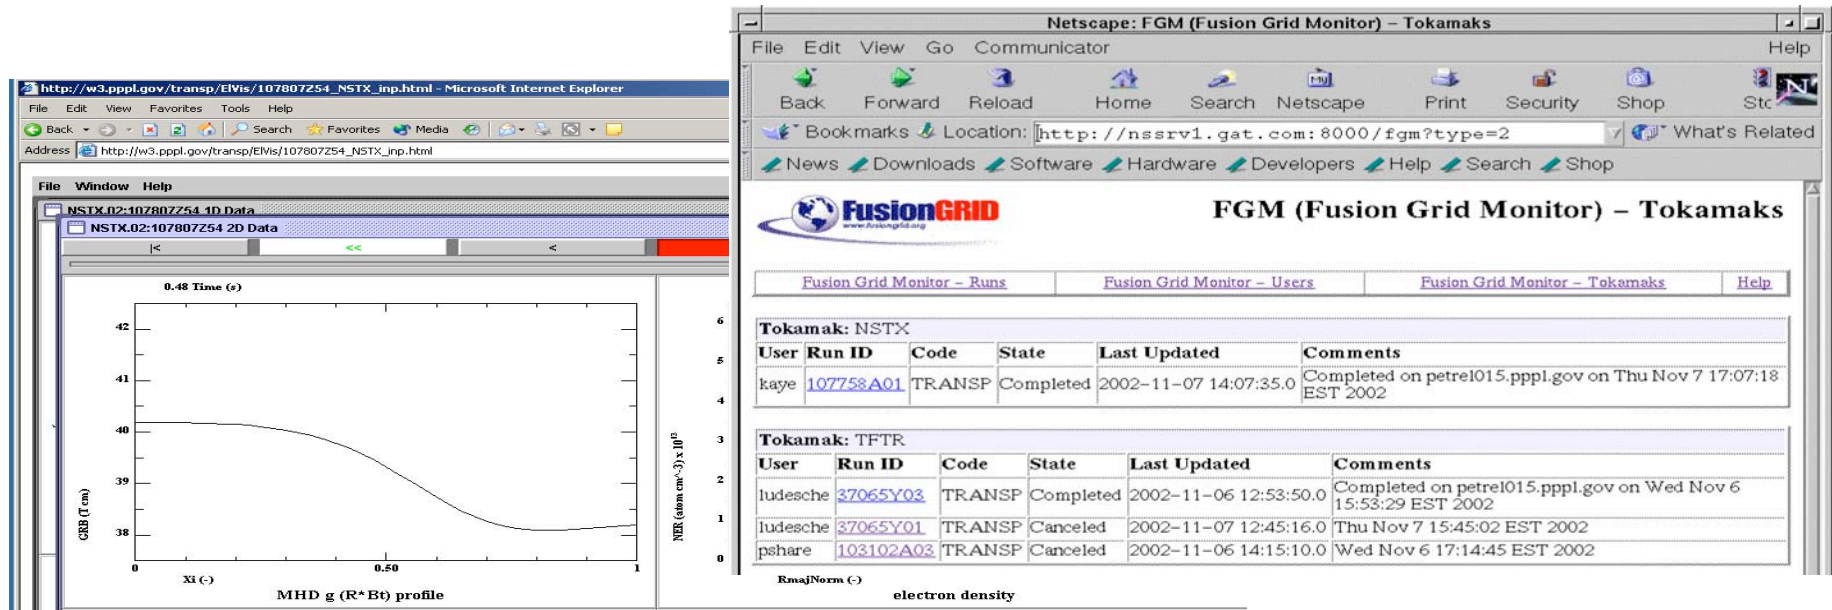 http://w3.pppl.gov/transp/ElVis/107807Z54_NSTX_inp.html - Microsoft Internet Explorer
File Edit View Favorites Tools Help
Back Search Favorites Media
Address http://w3.pppl.gov/transp/ElVis/107807Z54_NSTX_inp.html
File Window Help
NSTX.02:107807Z54 1D Data
NSTX.02:107807Z54 2D Data
|< << <
0.48 Time (s)
42
41
40
39
38
GRB (T cm)
0 0.50 1
Xi (-)
MHD g (R*Bt) profile
6
5
4
3
2
1
0
NER (atom cm^-3) x 10^13
RmajNorm (-)
electron density
Netscape: FGM (Fusion Grid Monitor) – Tokamaks
File Edit View Go Communicator Help
Back Forward Reload Home Search Netscape Print Security Shop Stc
Bookmarks Location: http://nssrv1.gat.com:8000/fgm?type=2 What's Related
News Downloads Software Hardware Developers Help Search Shop
FusionGRID
www.fusiongrid.org
FGM (Fusion Grid Monitor) – Tokamaks
Fusion Grid Monitor – Runs Fusion Grid Monitor – Users Fusion Grid Monitor – Tokamaks Help
Tokamak: NSTX
User Run ID Code State Last Updated Comments
kaye 107758A01 TRANSP Completed 2002-11-07 14:07:35.0 Completed on petrel015.pppl.gov on Thu Nov 7 17:07:18
EST 2002
Tokamak: TFTR
User Run ID Code State Last Updated Comments
ludesche 37065Y03 TRANSP Completed 2002-11-06 12:53:50.0 Completed on petrel015.pppl.gov on Wed Nov 6
15:53:29 EST 2002
ludesche 37065Y01 TRANSP Canceled 2002-11-07 12:45:16.0 Thu Nov 7 15:45:02 EST 2002
pshare 103102A03 TRANSP Canceled 2002-11-06 14:15:10.0 Wed Nov 6 17:14:45 EST 2002